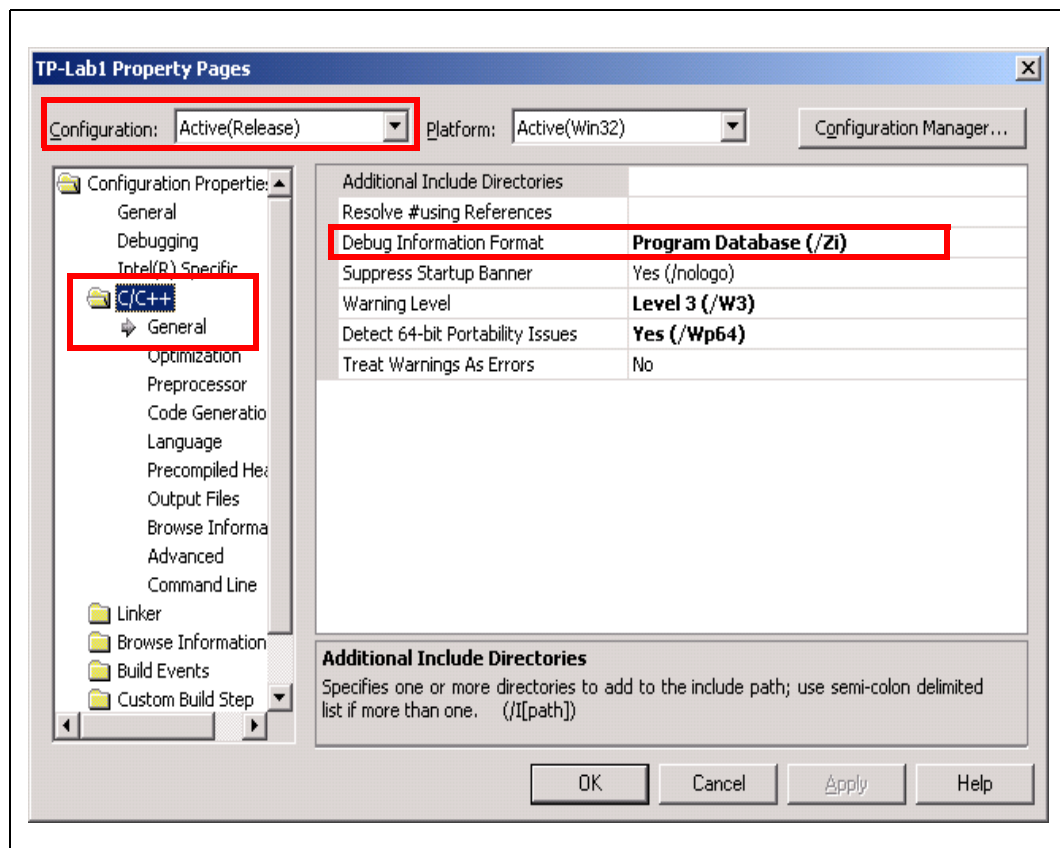 TP-Lab1 Property Pages
Configuration: Active(Release) Platform: Active(Win32) Configuration Manager...
Configuration Propertie:
General
Debugging
Intel(R) Specific
C/C++
General
Optimization
Preprocessor
Code Generatio
Language
Precompiled Hea
Output Files
Browse Informa
Advanced
Command Line
Linker
Browse Information
Build Events
Custom Build Step
Additional Include Directories
Resolve #using References
Debug Information Format Program Database (/Zi)
Suppress Startup Banner Yes (/nologo)
Warning Level Level 3 (/W3)
Detect 64-bit Portability Issues Yes (/Wp64)
Treat Warnings As Errors No
Additional Include Directories
Specifies one or more directories to add to the include path; use semi-colon delimited
list if more than one. (/I[path])
OK Cancel Apply Help